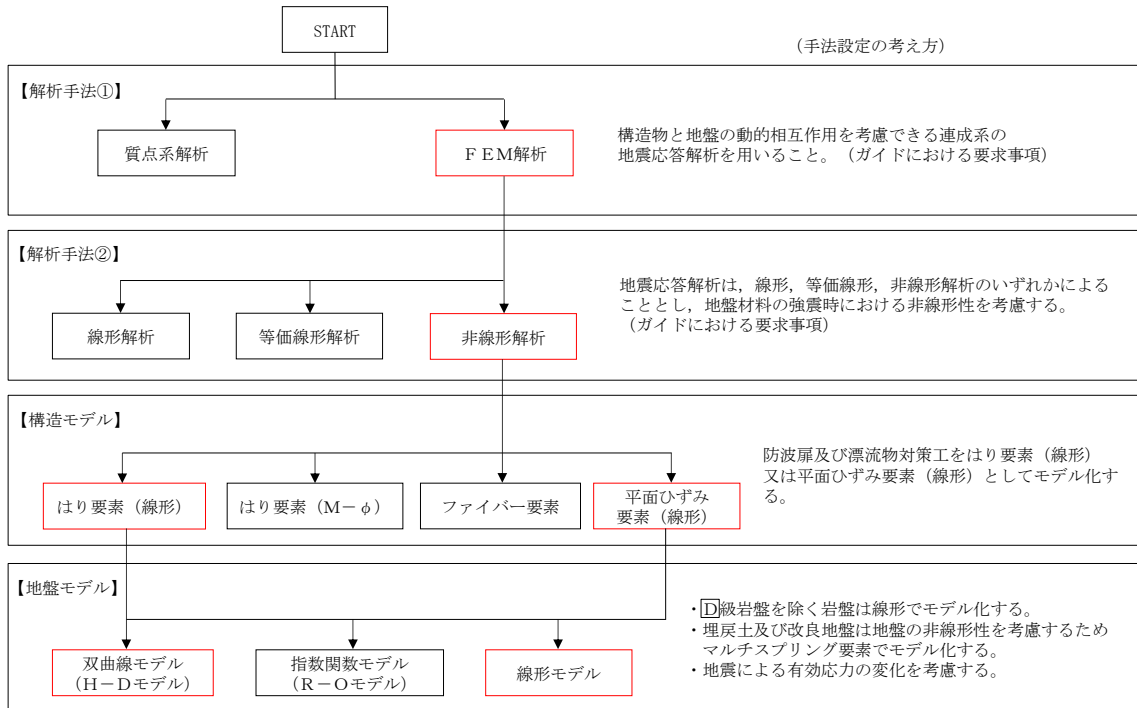 START
（手法設定の考え方）
【解析手法①】
質点系解析
ＦＥＭ解析
構造物と地盤の動的相互作用を考慮できる連成系の
地震応答解析を用いること。（ガイドにおける要求事項）
【解析手法②】
線形解析
等価線形解析
非線形解析
地震応答解析は，線形，等価線形，非線形解析のいずれかによる
こととし，地盤材料の強震時における非線形性を考慮する。
（ガイドにおける要求事項）
【構造モデル】
はり要素（線形）
はり要素（Ｍ－φ）
ファイバー要素
平面ひずみ
要素（線形）
防波扉及び漂流物対策工をはり要素（線形）
又は平面ひずみ要素（線形）としてモデル化す
る。
【地盤モデル】
双曲線モデル
（Ｈ－Ｄモデル）
指数関数モデル
（Ｒ－Ｏモデル）
線形モデル
・D級岩盤を除く岩盤は線形でモデル化する。
・埋戻土及び改良地盤は地盤の非線形性を考慮するため
マルチスプリング要素でモデル化する。
・地震による有効応力の変化を考慮する。